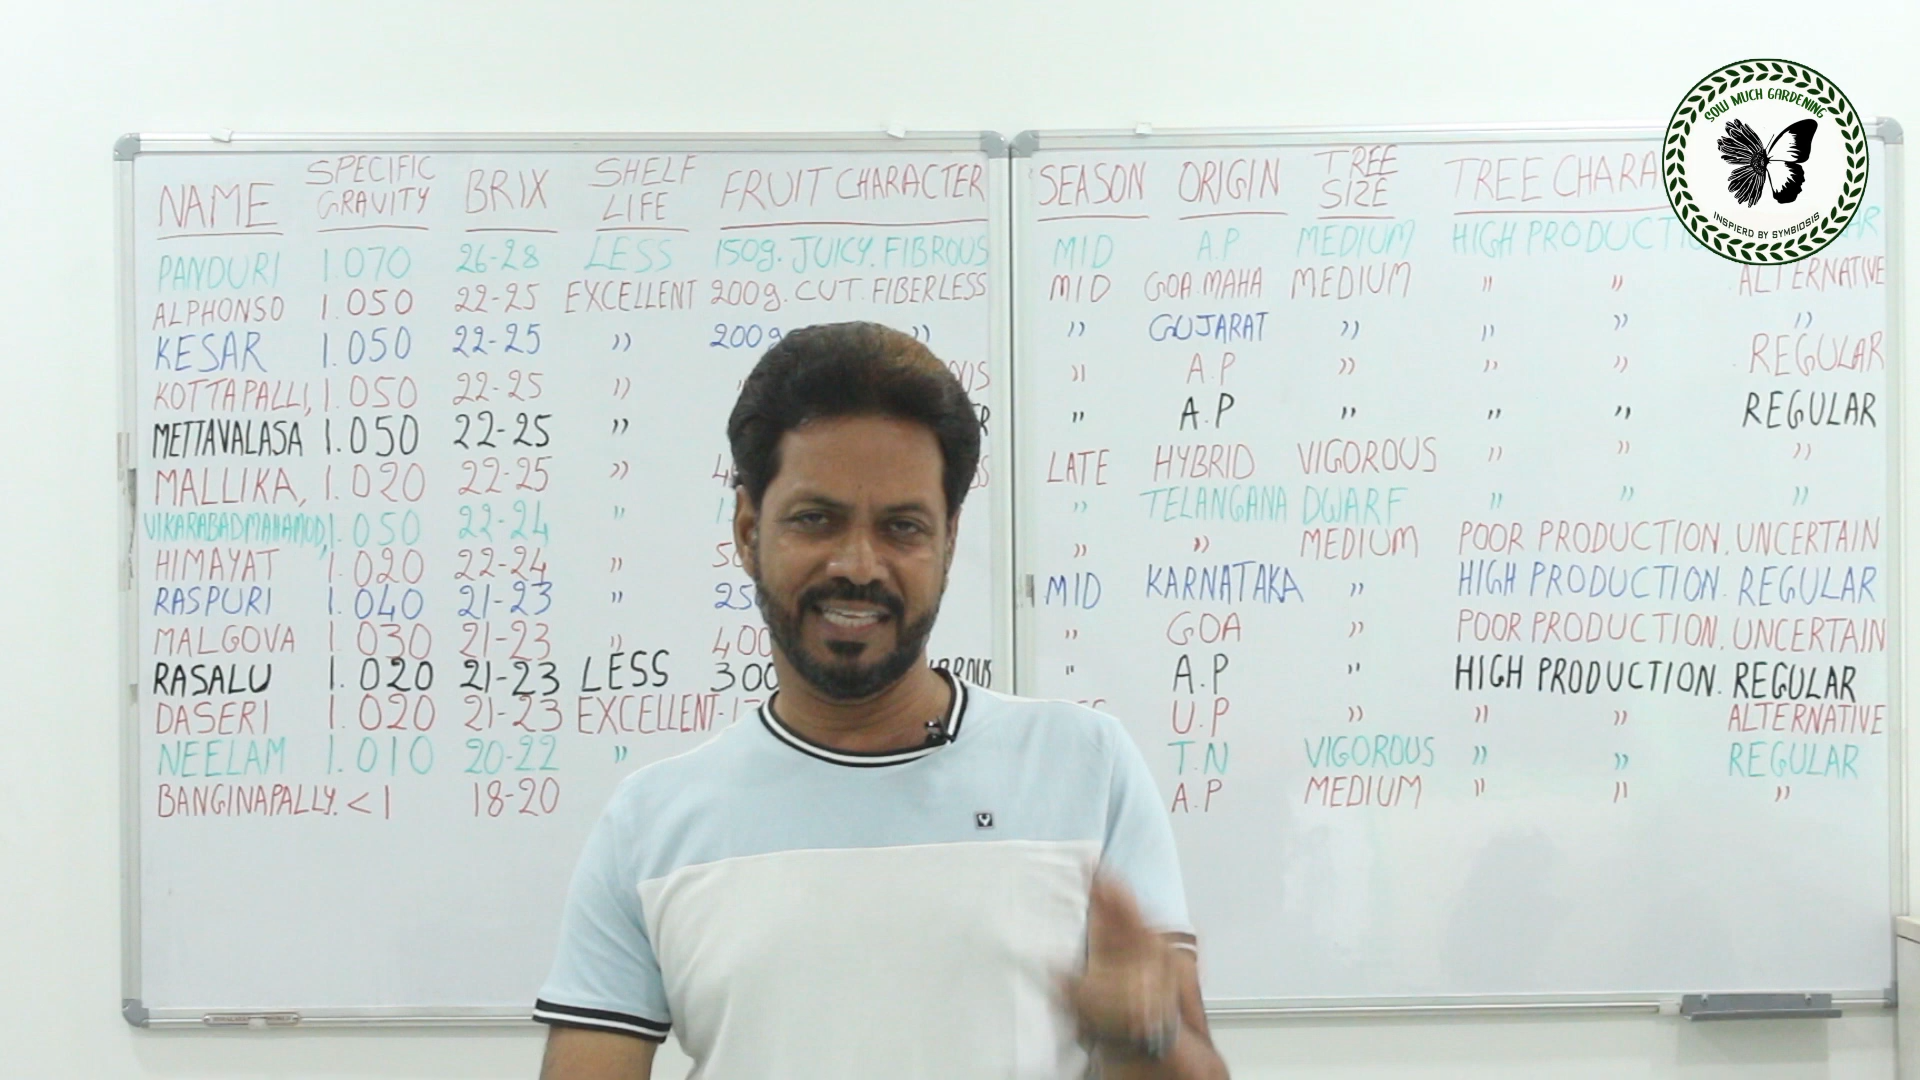 NAME SPECIFIC GRAVITY BRIX SHELF LIFE FRUIT CHARACTER SEASON ORIGIN TREE SIZE TREE CHARA
PANDURI 1.070 26-28 LESS 150g. JUICY. FIBROUS MID A.P MEDIUM HIGH PRODUCTI
ALPHONSO 1.050 22-25 EXCELLENT 200g. CUT. FIBERLESS MID GOA.MAHA MEDIUM " " ALTERNATIVE
KESAR 1.050 22-25 " 200g " " GUJARAT " " " "
KOTTAPALLI, 1.050 22-25 " " A.P " " " REGULAR
METTAVALASA 1.050 22-25 " " A.P " " " REGULAR
MALLIKA, 1.020 22-25 " LATE HYBRID VIGOROUS " " "
VIKARABADMAHAMOD, 1.050 22-24 " " TELANGANA DWARF " " "
HIMAYAT 1.020 22-24 " " " MEDIUM POOR PRODUCTION. UNCERTAIN
RASPURI 1.040 21-23 " MID KARNATAKA " HIGH PRODUCTION. REGULAR
MALGOVA 1.030 21-23 " 400 " GOA " POOR PRODUCTION. UNCERTAIN
RASALU 1.020 21-23 LESS 300 " A.P " HIGH PRODUCTION. REGULAR
DASERI 1.020 21-23 EXCELLENT U.P " " " ALTERNATIVE
NEELAM 1.010 20-22 " T.N VIGOROUS " " REGULAR
BANGINAPALLY. <1 18-20 A.P MEDIUM " " "
SOW MUCH GARDENING
INSPIERD BY SYMBIOSIS